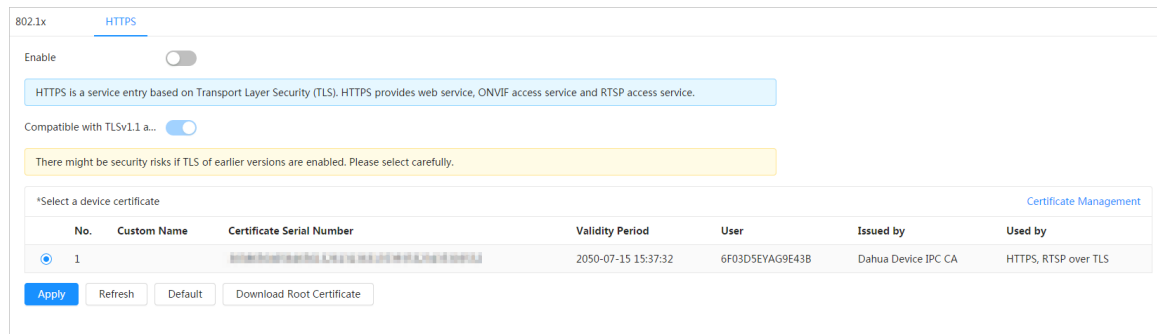 802.1x HTTPS
Enable
HTTPS is a service entry based on Transport Layer Security (TLS). HTTPS provides web service, ONVIF access service and RTSP access service.
Compatible with TLSv1.1 a...
There might be security risks if TLS of earlier versions are enabled. Please select carefully.
*Select a device certificate Certificate Management
No. Custom Name Certificate Serial Number Validity Period User Issued by Used by
1 2050-07-15 15:37:32 6F03D5EYAG9E43B Dahua Device IPC CA HTTPS, RTSP over TLS
Apply Refresh Default Download Root Certificate